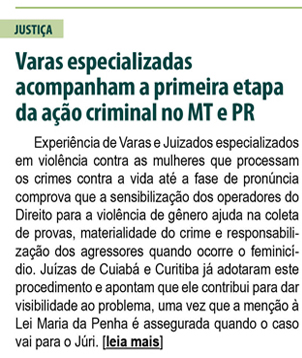 JUSTIÇA
Varas especializadas
acompanham a primeira etapa
da ação criminal no MT e PR
Experiência de Varas e Juizados especializados
em violência contra as mulheres que processam
os crimes contra a vida até a fase de pronúncia
comprova que a sensibilização dos operadores do
Direito para a violência de gênero ajuda na coleta
de provas, materialidade do crime e responsabili-
zação dos agressores quando ocorre o feminicí-
dio. Juízas de Cuiabá e Curitiba já adotaram este
procedimento e apontam que ele contribui para dar
visibilidade ao problema, uma vez que a menção à
Lei Maria da Penha é assegurada quando o caso
vai para o Júri. [leia mais]